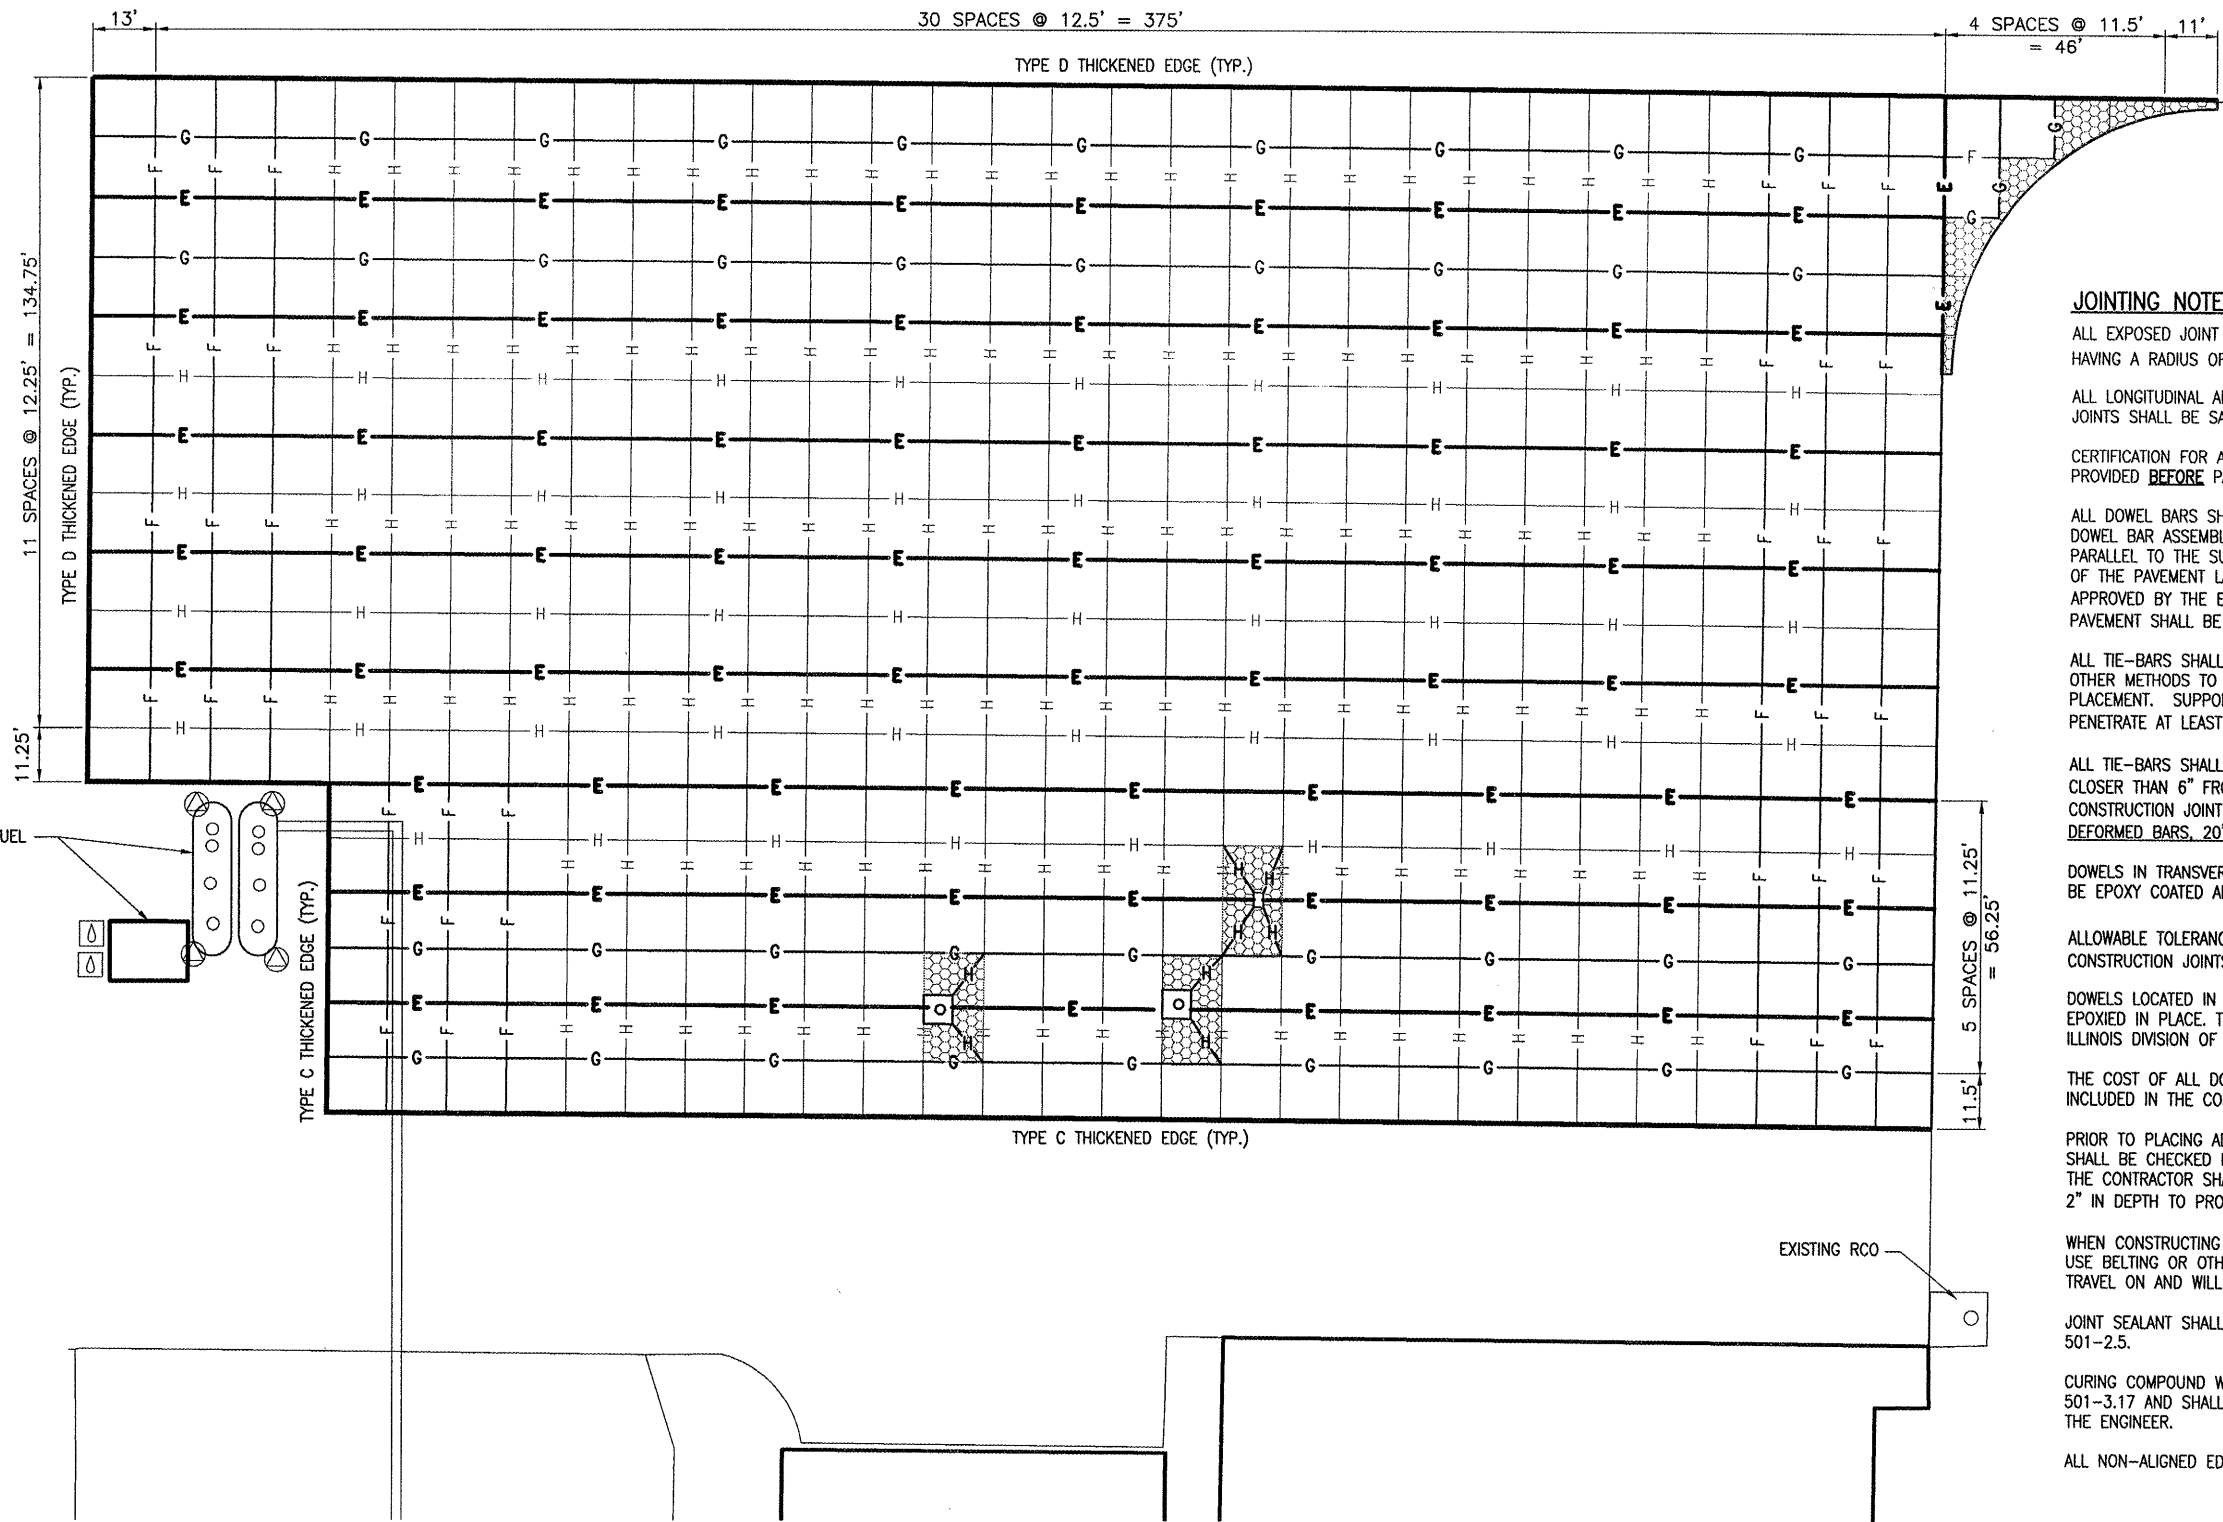 13'
30 SPACES @ 12.5' = 375'
4 SPACES @ 11.5'
= 46'
11'
TYPE D THICKENED EDGE (TYP.)
11 SPACES @ 12.25' = 134.75'
TYPE D THICKENED EDGE (TYP.)
11.25'
G G G G G G G G G G
F F F H H H H H H H H H H H H H H H H H H H H H H H H F F F
E E E E E E E E E E
G G G G G G G G G G
E E E E E E E E E E
F F F H H H H H H H H H H H H H H H H H H H H H H H H F F F
H H H H H H H H H H
E E E E E E E E E E
H H H H H H H H H H
F F F H H H H H H H H H H H H H H H H H H H H H H H H F F F
E E E E E E E E E E
H H H H H H H H H H
E E E E E E E E E E
F F F H H H H H H H H H H H H H H H H H H H H H H H H F F F
H H H H H H H H H H
E E E E E E E E E
H H H H H H H H
E E E E E E E E E
G G G G G G G G G
E E E E E E E E
G G G G G G G G G
E
E
F
G
G
G
UEL
TYPE C THICKENED EDGE (TYP.)
TYPE C THICKENED EDGE (TYP.)
5 SPACES @ 11.25'
= 56.25'
11.5'
EXISTING RCO
JOINTING NOTE
ALL EXPOSED JOINT
HAVING A RADIUS OF
ALL LONGITUDINAL A
JOINTS SHALL BE SA
CERTIFICATION FOR A
PROVIDED BEFORE PA
ALL DOWEL BARS SH
DOWEL BAR ASSEMBL
PARALLEL TO THE SU
OF THE PAVEMENT LA
APPROVED BY THE E
PAVEMENT SHALL BE
ALL TIE-BARS SHALL
OTHER METHODS TO
PLACEMENT. SUPPO
PENETRATE AT LEAST
ALL TIE-BARS SHALL
CLOSER THAN 6" FRO
CONSTRUCTION JOINT
DEFORMED BARS, 20"
DOWELS IN TRANSVER
BE EPOXY COATED A
ALLOWABLE TOLERANC
CONSTRUCTION JOINTS
DOWELS LOCATED IN
EPOXIED IN PLACE. T
ILLINOIS DIVISION OF
THE COST OF ALL DO
INCLUDED IN THE CO
PRIOR TO PLACING AD
SHALL BE CHECKED
THE CONTRACTOR SHA
2" IN DEPTH TO PRO
WHEN CONSTRUCTING
USE BELTING OR OTH
TRAVEL ON AND WILL
JOINT SEALANT SHALL
501-2.5.
CURING COMPOUND W
501-3.17 AND SHALL
THE ENGINEER.
ALL NON-ALIGNED ED